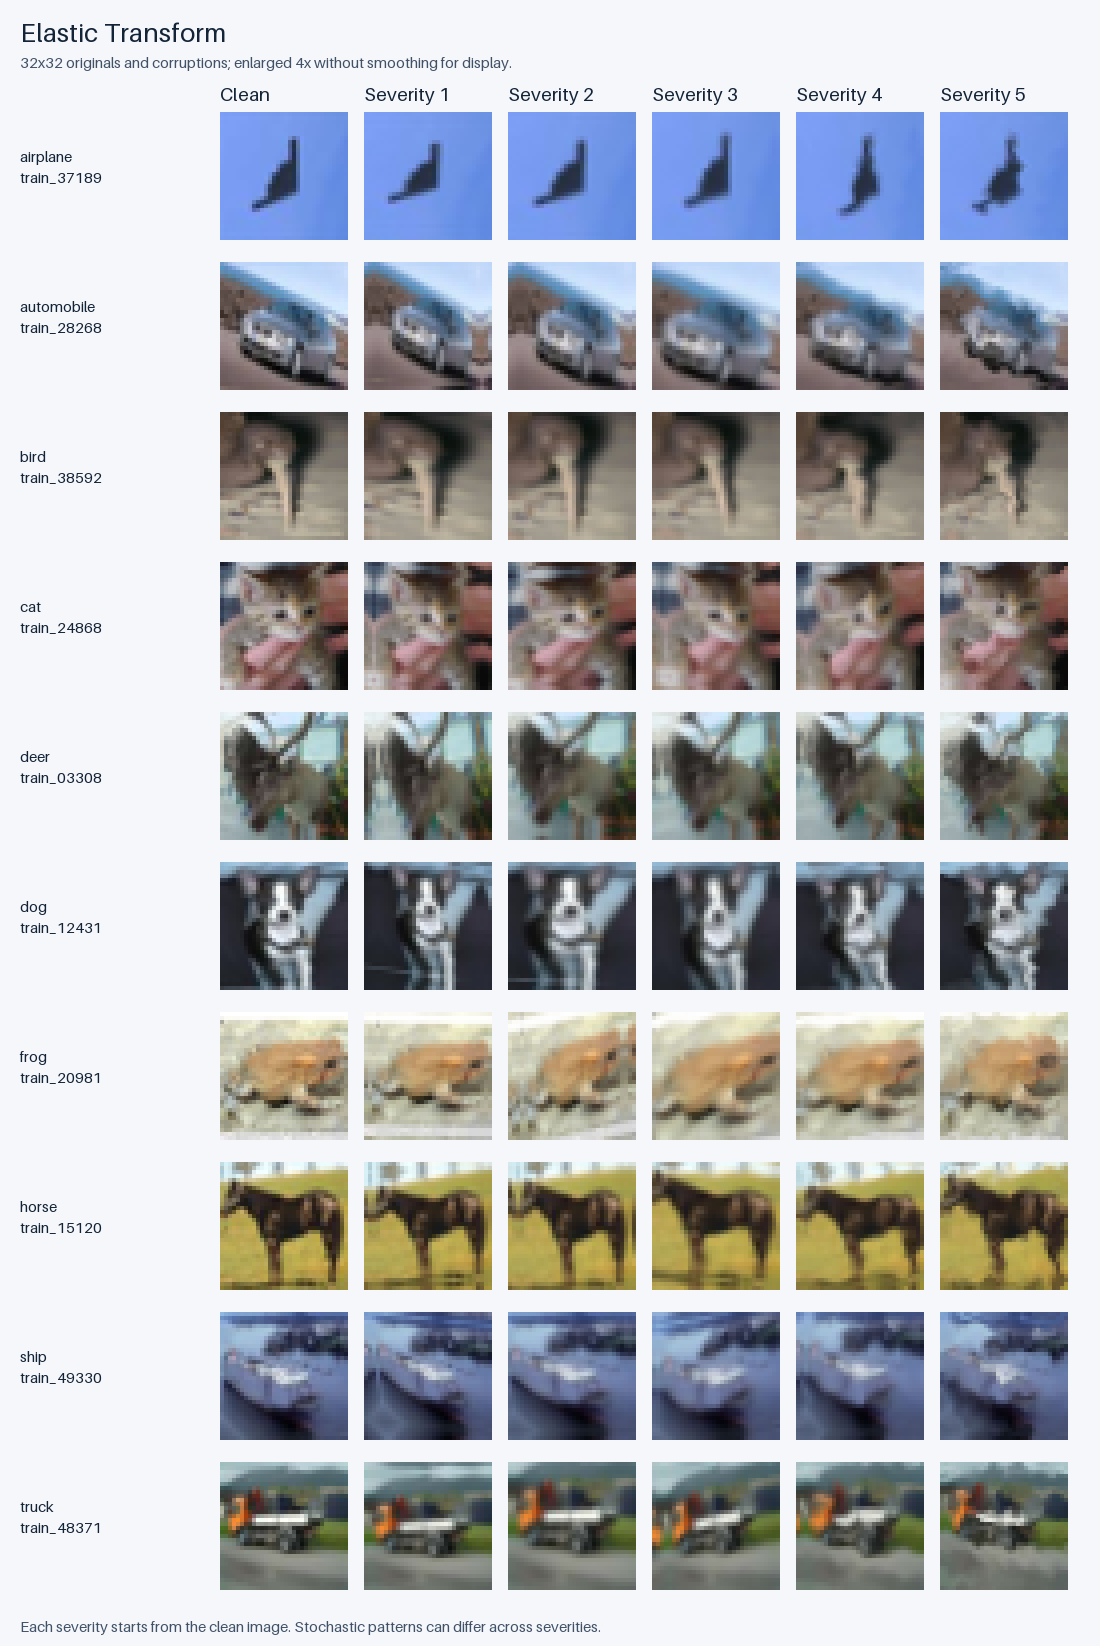 Elastic Transform
32x32 originals and corruptions; enlarged 4x without smoothing for display.
Clean Severity 1 Severity 2 Severity 3 Severity 4 Severity 5
airplane
train_37189
automobile
train_28268
bird
train_38592
cat
train_24868
deer
train_03308
dog
train_12431
frog
train_20981
horse
train_15120
ship
train_49330
truck
train_48371
Each severity starts from the clean image. Stochastic patterns can differ across severities.